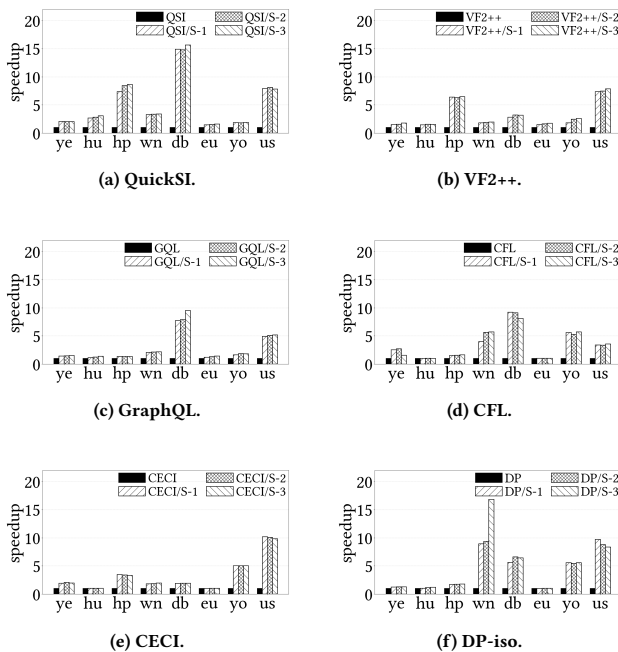 QSI QSI/S-2
QSI/S-1 QSI/S-3
speedup
20
15
10
5
0
ye hu hp wn db eu yo us
(a) QuickSI.
VF2++ VF2++/S-2
VF2++/S-1 VF2++/S-3
speedup
20
15
10
5
0
ye hu hp wn db eu yo us
(b) VF2++.
GQL GQL/S-2
GQL/S-1 GQL/S-3
speedup
20
15
10
5
0
ye hu hp wn db eu yo us
(c) GraphQL.
CFL CFL/S-2
CFL/S-1 CFL/S-3
speedup
20
15
10
5
0
ye hu hp wn db eu yo us
(d) CFL.
CECI CECI/S-2
CECI/S-1 CECI/S-3
speedup
20
15
10
5
0
ye hu hp wn db eu yo us
(e) CECI.
DP DP/S-2
DP/S-1 DP/S-3
speedup
20
15
10
5
0
ye hu hp wn db eu yo us
(f) DP-iso.